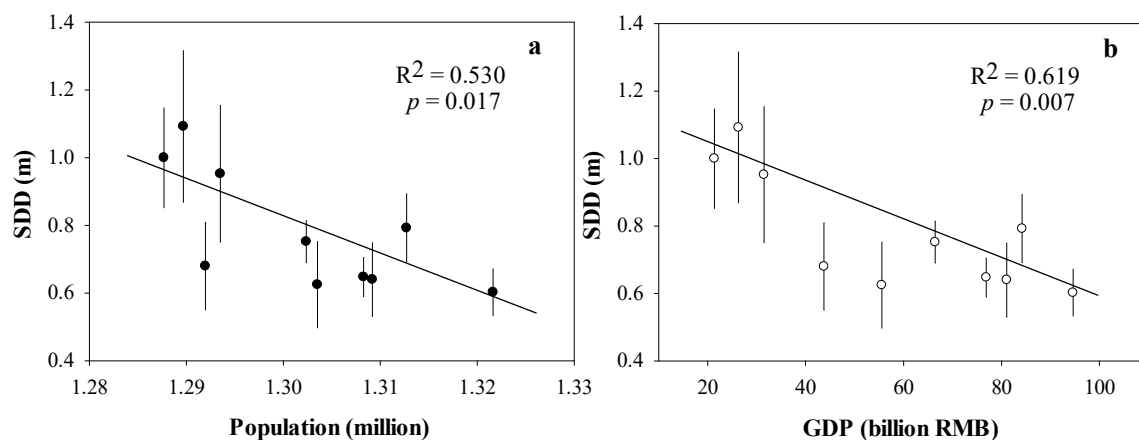 a
R2 = 0.530
p = 0.017
SDD (m)
1.4
1.2
1.0
0.8
0.6
0.4
1.28
1.29
1.30
1.31
1.32
1.33
Population (million)
b
R2 = 0.619
p = 0.007
SDD (m)
1.4
1.2
1.0
0.8
0.6
0.4
20
40
60
80
100
GDP (billion RMB)